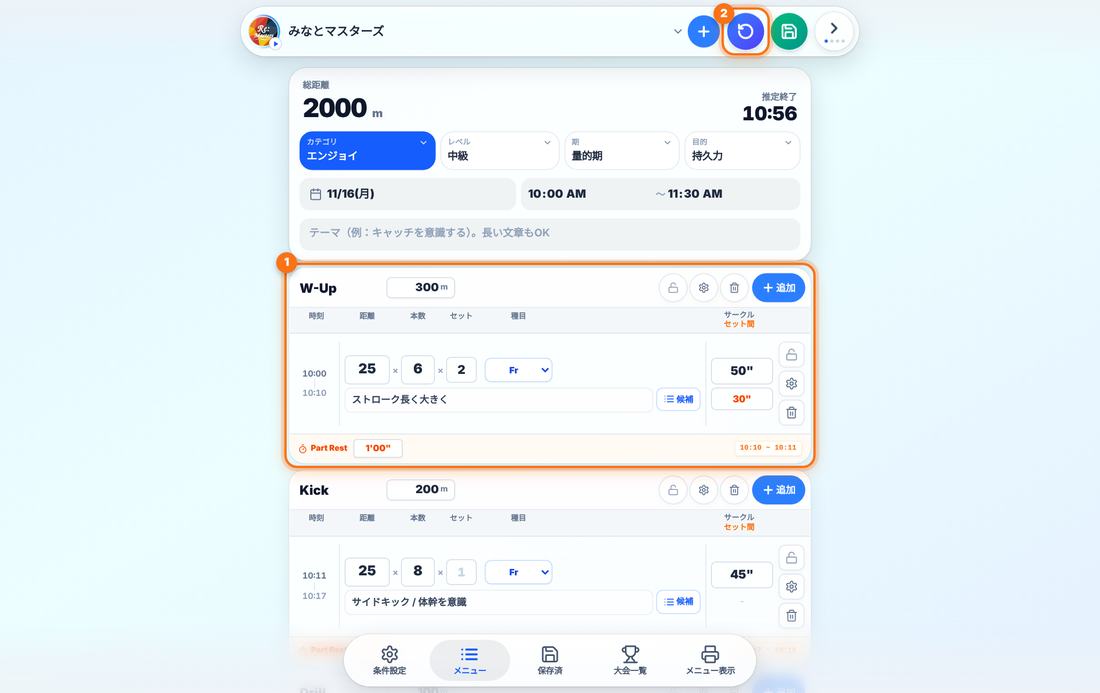 みなとマスターズ
2
総距離
2000 m
推定終了
10:56
カテゴリ
エンジョイ
レベル
中級
期
量的期
目的
持久力
11/16(月)
10:00 AM
〜11:30 AM
テーマ（例：キャッチを意識する）。長い文章もOK
1
W-Up
300 m
追加
時刻
距離
本数
セット
種目
サークル
セット間
10:00
10:10
25 × 6 × 2
Fr
50"
ストローク長く大きく
候補
30"
Part Rest
1'00"
10:10 ~ 10:11
Kick
200 m
追加
時刻
距離
本数
セット
種目
サークル
セット間
10:11
10:17
25 × 8 × 1
Fr
45"
サイドキック / 体幹を意識
候補
-
条件設定
メニュー
保存済
大会一覧
メニュー表示